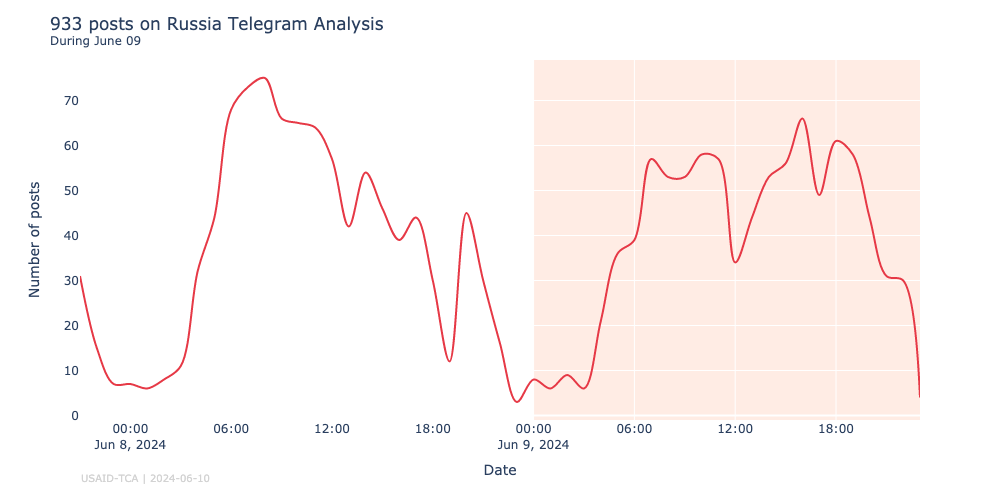 933 posts on Russia Telegram Analysis
During June 09
Number of posts
70
60
50
40
30
20
10
0
00:00 06:00 12:00 18:00 00:00 06:00 12:00 18:00
Jun 8, 2024 Jun 9, 2024
Date
USAID-TCA | 2024-06-10